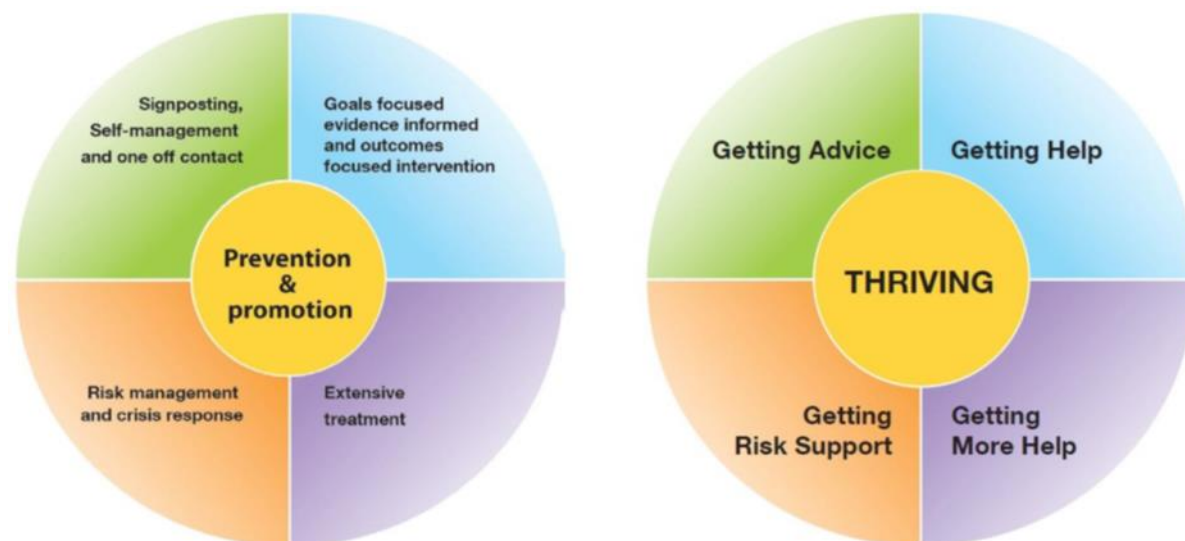 Signposting,
Self-management
and one off contact
Goals focused
evidence informed
and outcomes
focused intervention
Prevention
&
promotion
Risk management
and crisis response
Extensive
treatment
Getting Advice
Getting Help
THRIVING
Getting
Risk Support
Getting
More Help